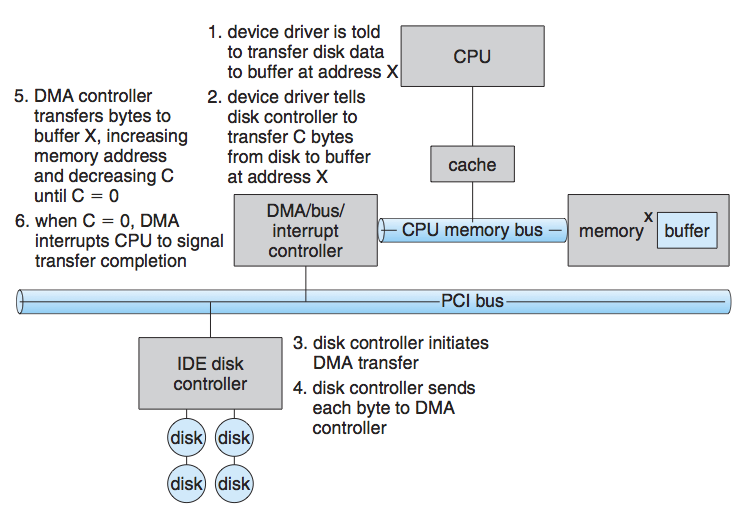 1. device driver is told
to transfer disk data
to buffer at address X
2. device driver tells
disk controller to
transfer C bytes
from disk to buffer
at address X
5. DMA controller
transfers bytes to
buffer X, increasing
memory address
and decreasing C
until C = 0
6. when C = 0, DMA
interrupts CPU to signal
transfer completion
CPU
cache
DMA/bus/
interrupt
controller
CPU memory bus
memory
X
buffer
PCI bus
IDE disk
controller
3. disk controller initiates
DMA transfer
4. disk controller sends
each byte to DMA
controller
disk
disk
disk
disk